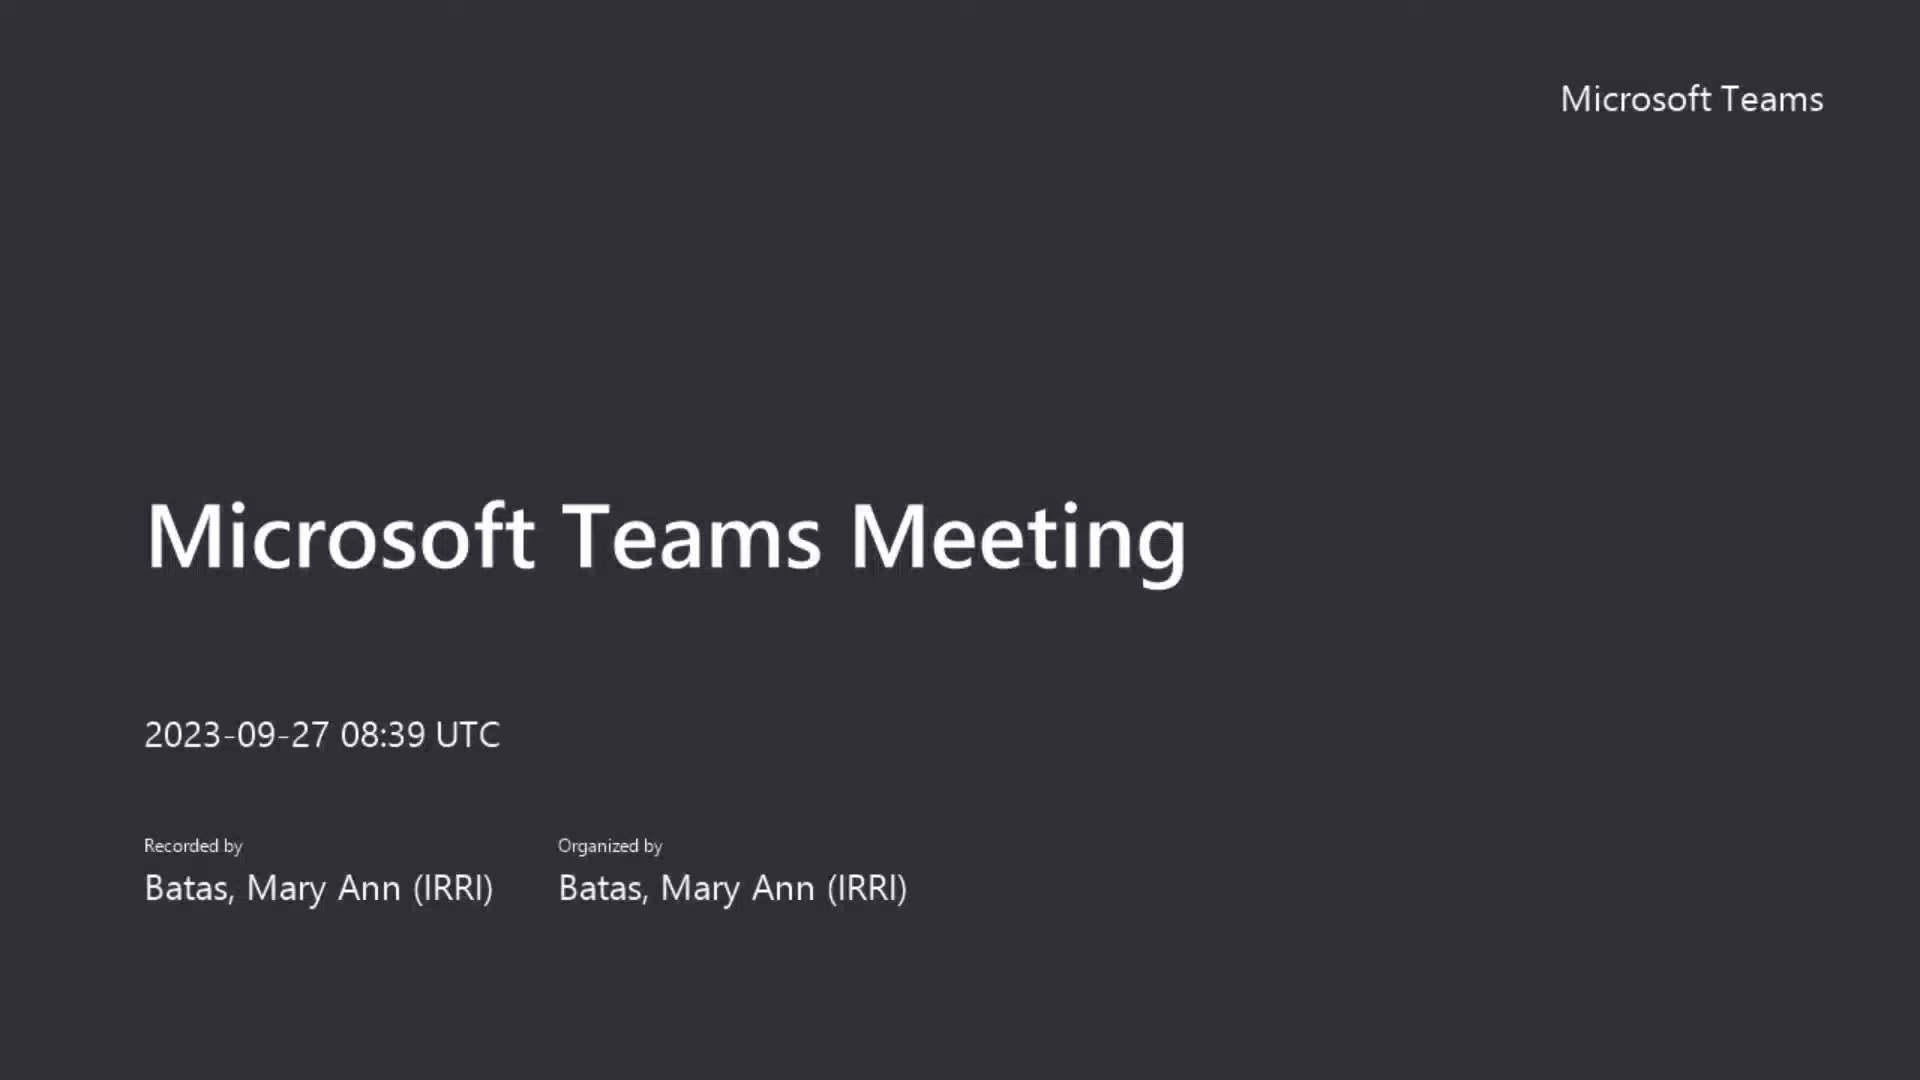 Microsoft Teams
Microsoft Teams Meeting
2023-09-27 08:39 UTC
Recorded by
Batas, Mary Ann (IRRI)
Organized by
Batas, Mary Ann (IRRI)